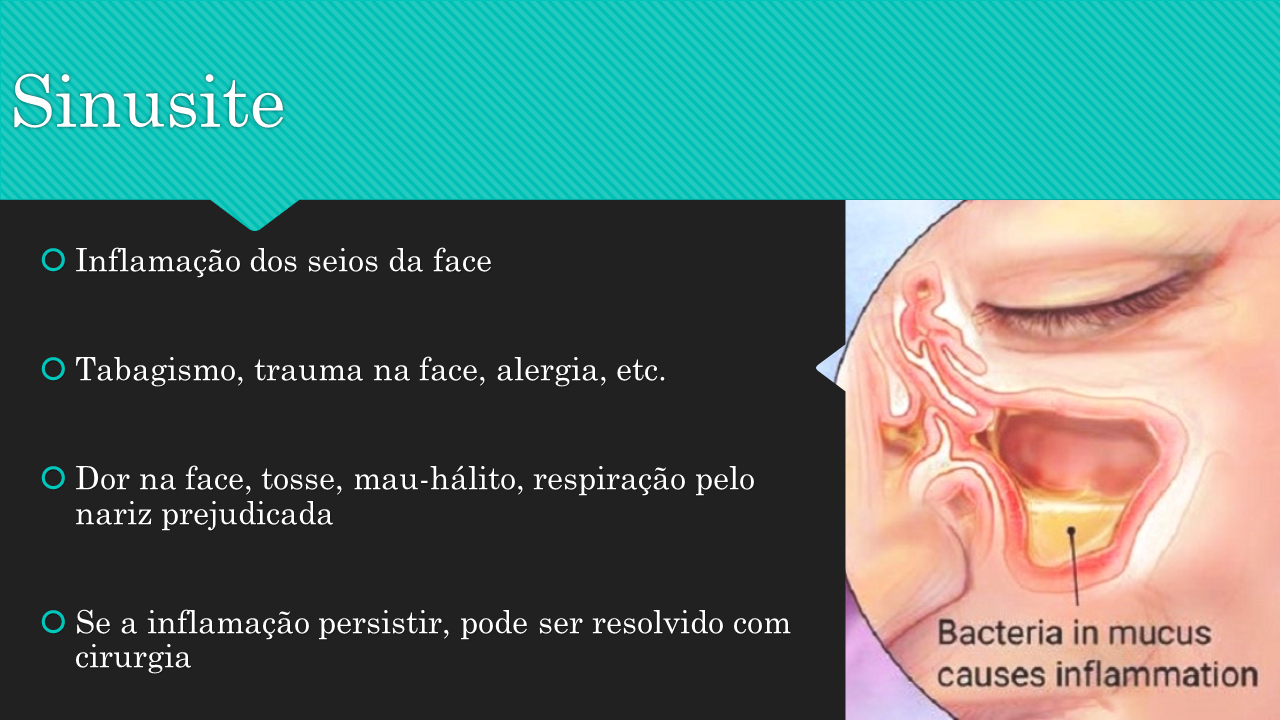 Sinusite
Inflamação dos seios da face
Tabagismo, trauma na face, alergia, etc.
Dor na face, tosse, mau-hálito, respiração pelo
nariz prejudicada
Se a inflamação persistir, pode ser resolvido com
cirurgia
Bacteria in mucus
causes inflammation